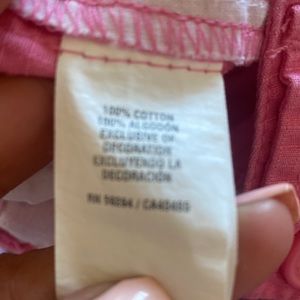 100% COTTON
100% ALGODÓN
EXCLUSIVE OF
DECORATION
EXCLUYENDO LA
DECORACIÓN
RN